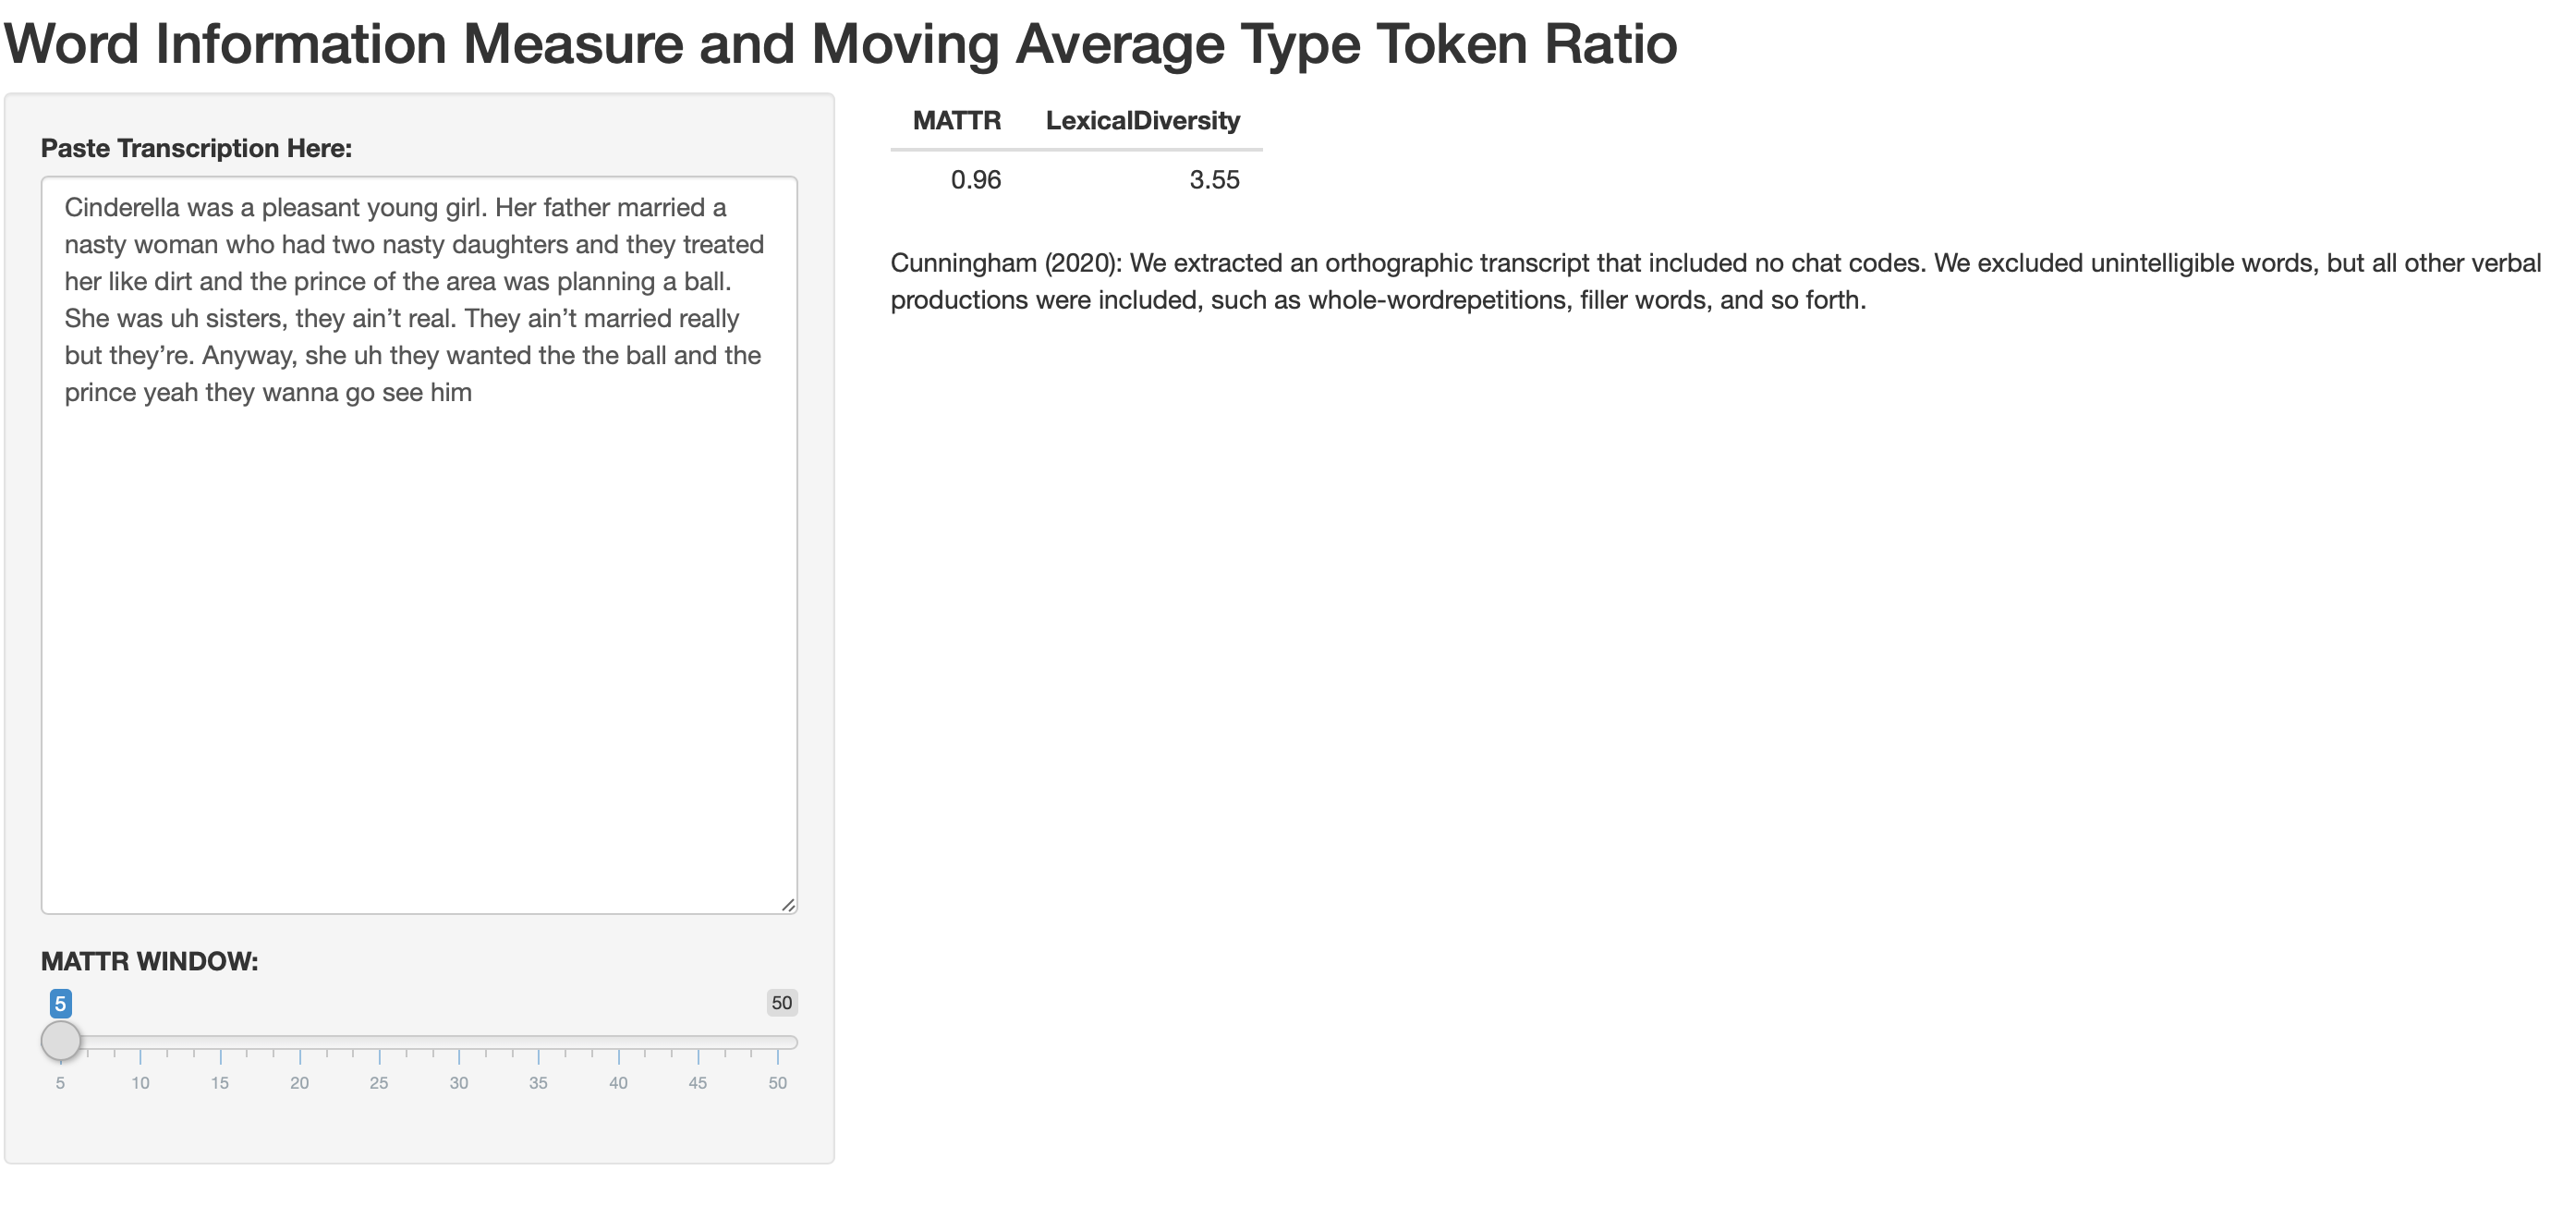 Word Information Measure and Moving Average Type Token Ratio
Paste Transcription Here:
Cinderella was a pleasant young girl. Her father married a
nasty woman who had two nasty daughters and they treated
her like dirt and the prince of the area was planning a ball.
She was uh sisters, they ain’t real. They ain’t married really
but they’re. Anyway, she uh they wanted the the ball and the
prince yeah they wanna go see him
MATTR WINDOW:
5 50
5 10 15 20 25 30 35 40 45 50
MATTR LexicalDiversity
0.96 3.55
Cunningham (2020): We extracted an orthographic transcript that included no chat codes. We excluded unintelligible words, but all other verbal
productions were included, such as whole-wordrepetitions, filler words, and so forth.